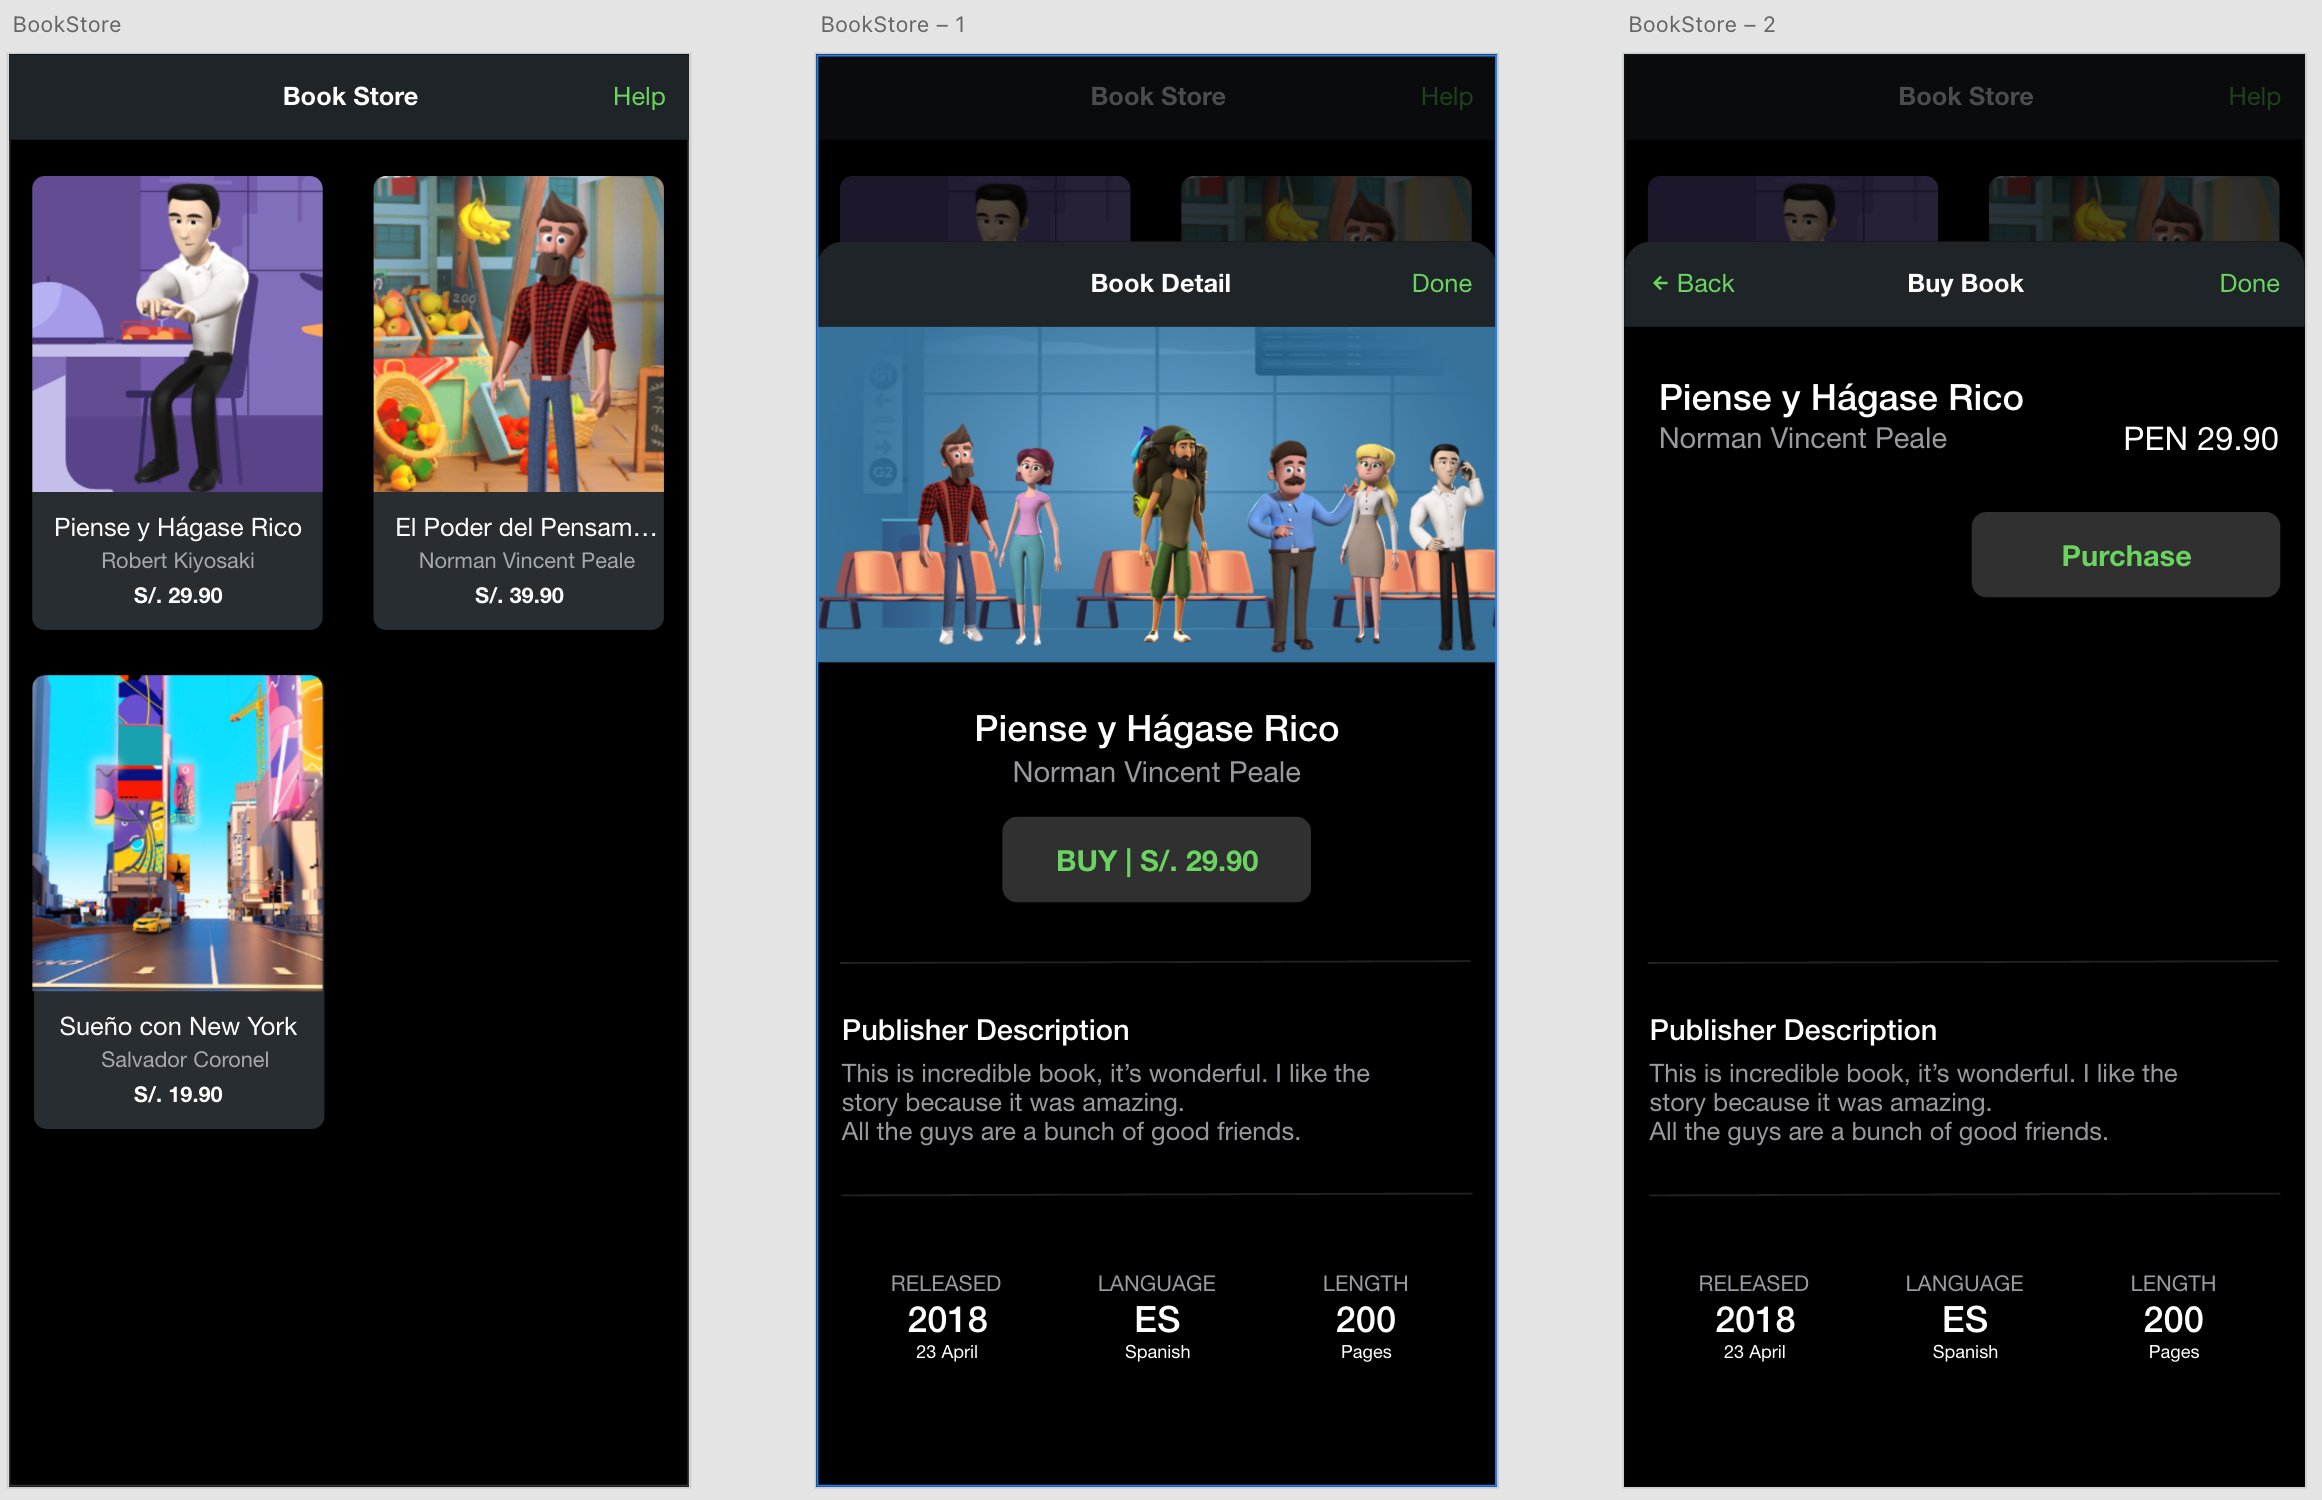 BookStore
Book Store
Help
Piense y Hágase Rico
Robert Kiyosaki
S/. 29.90
El Poder del Pensam...
Norman Vincent Peale
S/. 39.90
Sueño con New York
Salvador Coronel
S/. 19.90
BookStore – 1
Book Store
Help
Book Detail
Done
G1
G2
Piense y Hágase Rico
Norman Vincent Peale
BUY | S/. 29.90
Publisher Description
This is incredible book, it’s wonderful. I like the
story because it was amazing.
All the guys are a bunch of good friends.
RELEASED
2018
23 April
LANGUAGE
ES
Spanish
LENGTH
200
Pages
BookStore – 2
Book Store
Help
← Back
Buy Book
Done
Piense y Hágase Rico
Norman Vincent Peale
PEN 29.90
Purchase
Publisher Description
This is incredible book, it’s wonderful. I like the
story because it was amazing.
All the guys are a bunch of good friends.
RELEASED
2018
23 April
LANGUAGE
ES
Spanish
LENGTH
200
Pages